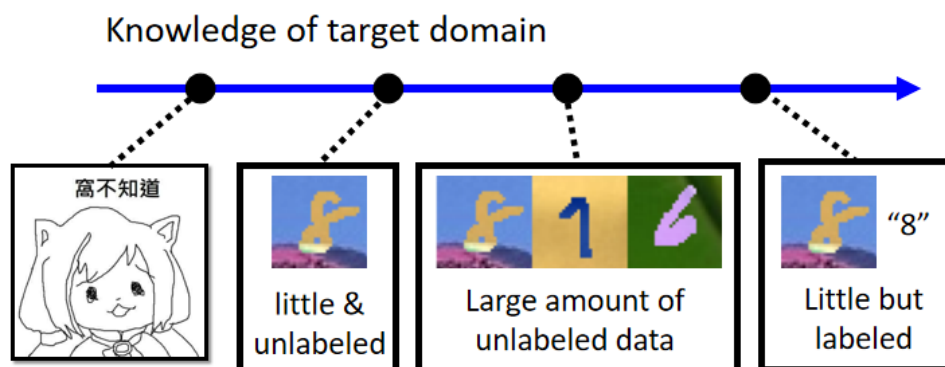 Knowledge of target domain
窩不知道
little &
unlabeled
Large amount of
unlabeled data
“8”
Little but
labeled